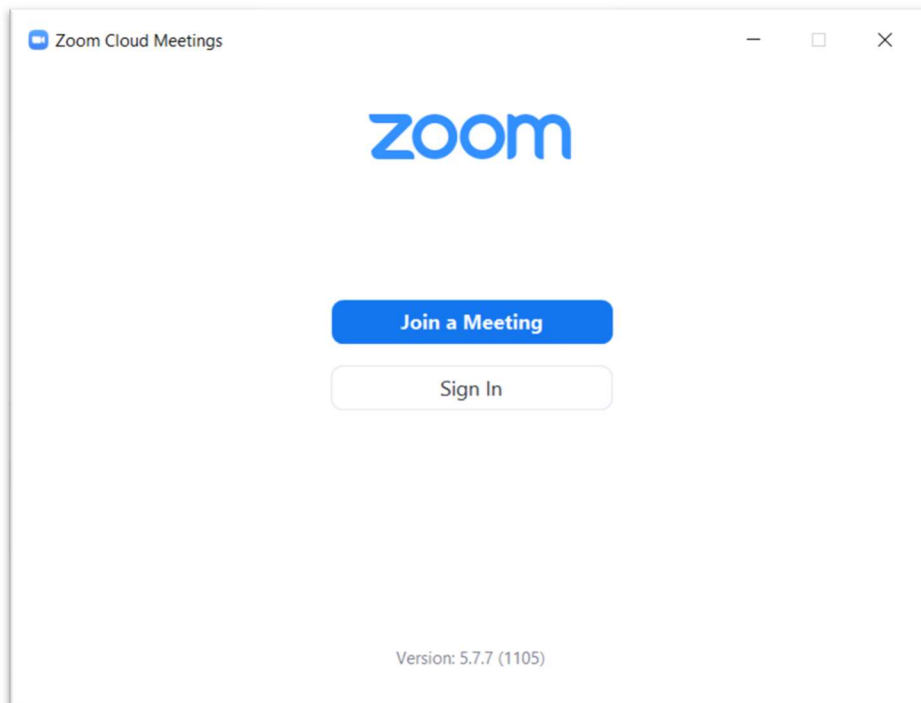 Zoom Cloud Meetings
zoom
Join a Meeting
Sign In
Version: 5.7.7 (1105)